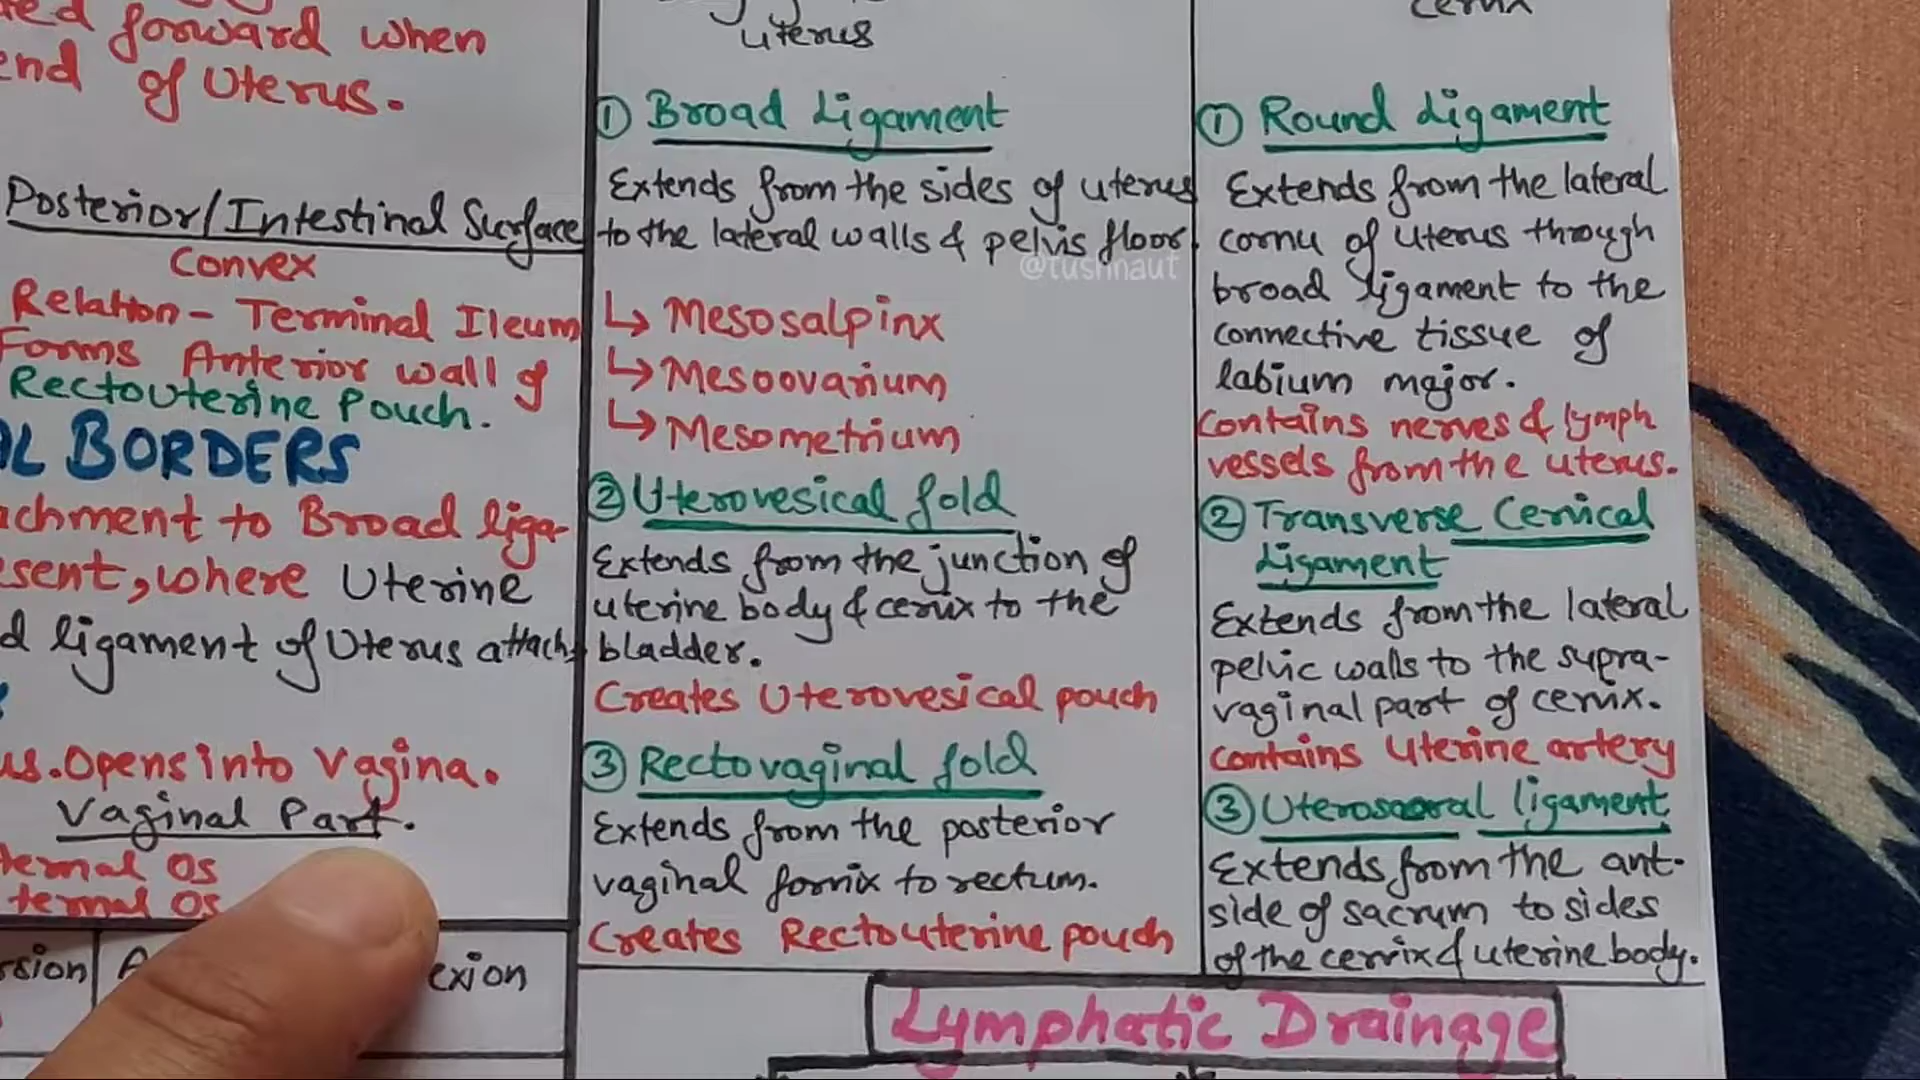 forward when
end of Uterus.
Posterior/Intestinal Surface
Convex
Relation - Terminal Ileum
Forms Anterior wall of
Rectouterine Pouch.
BORDERS
to Broad liga-
where Uterine
ligament of Uterus attach
Opens into Vagina.
Vaginal Part.
Os
Os
uterus
① Broad Ligament
Extends from the sides of uterus
to the lateral walls & pelvis floor.
@tushnaut
↳ Mesosalpinx
↳ Mesoovarium
↳ Mesometrium
② Uterovesical fold
Extends from the junction of
uterine body & cervix to the
bladder.
Creates Uterovesical pouch
③ Rectovaginal fold
Extends from the posterior
vaginal fornix to rectum.
Creates Rectouterine pouch
cervix
① Round Ligament
Extends from the lateral
cornu of uterus through
broad ligament to the
connective tissue of
labium major.
Contains nerves & lymph
vessels from the uterus.
② Transverse Cervical
Ligament
Extends from the lateral
pelvic walls to the supra-
vaginal part of cervix.
Contains uterine artery
③ Uterosacral ligament
Extends from the ant.
side of sacrum to sides
of the cervix & uterine body.
Lymphatic Drainage